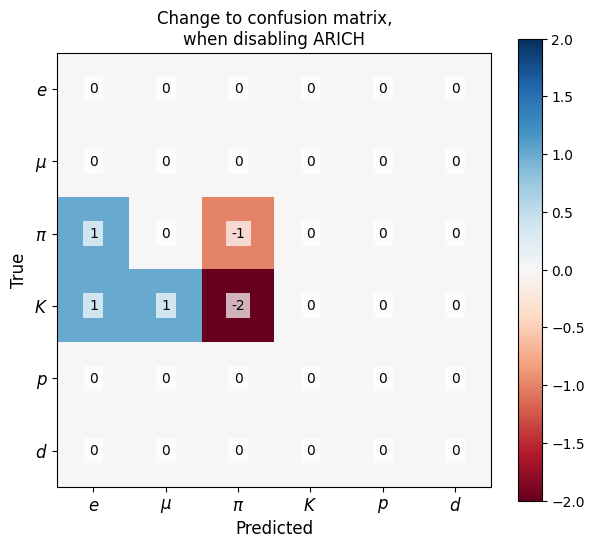 Change to confusion matrix,
when disabling ARICH
e 0 0 0 0 0 0
μ 0 0 0 0 0 0
π 1 0 -1 0 0 0
K 1 1 -2 0 0 0
p 0 0 0 0 0 0
d 0 0 0 0 0 0
True
e μ π K p d
Predicted
2.0
1.5
1.0
0.5
0.0
−0.5
−1.0
−1.5
−2.0